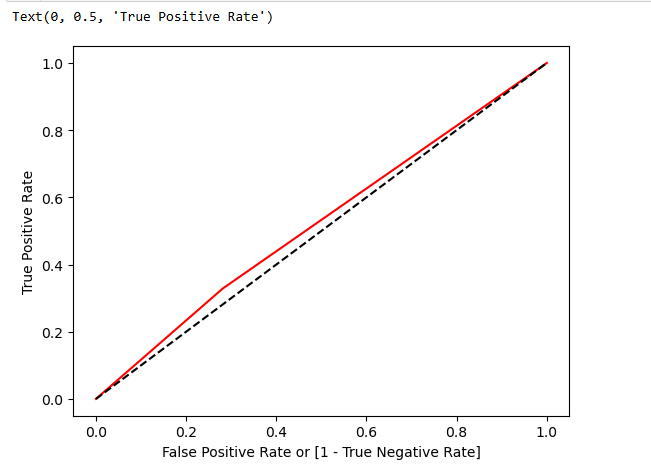 Text(0, 0.5, 'True Positive Rate')
1.0
0.8
0.6
0.4
0.2
0.0
True Positive Rate
0.0 0.2 0.4 0.6 0.8 1.0
False Positive Rate or [1 - True Negative Rate]